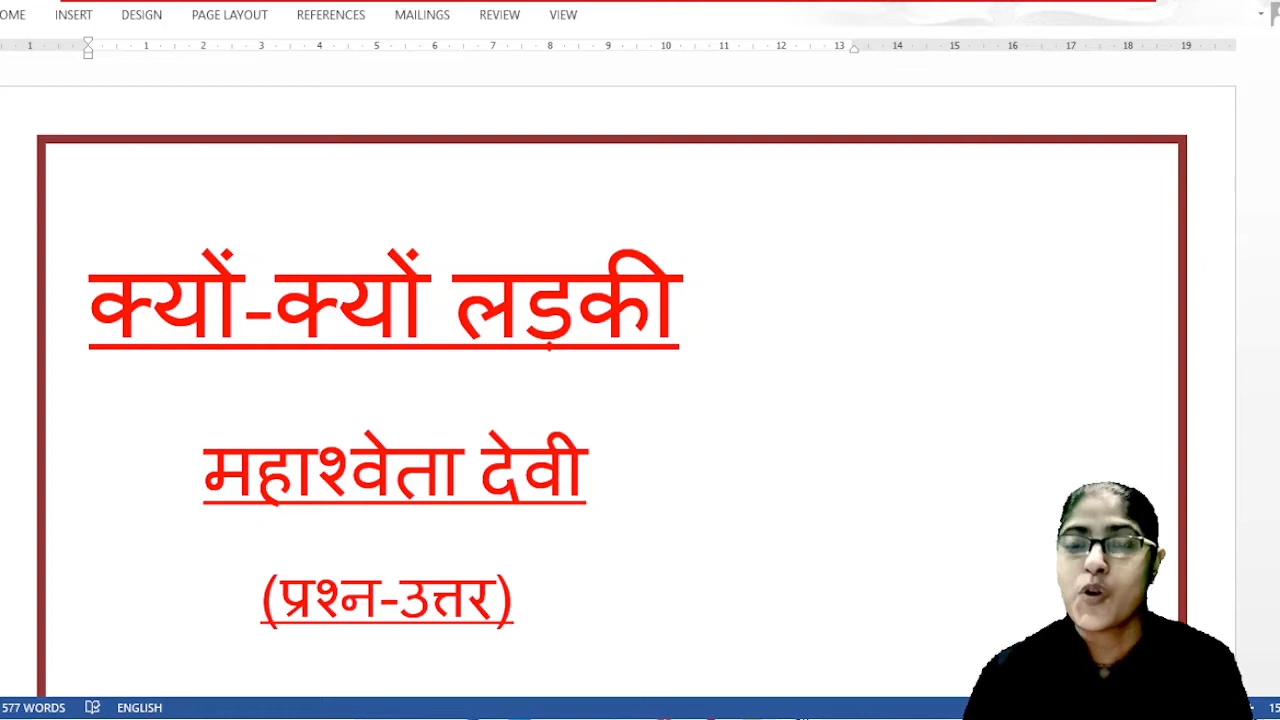 OME INSERT DESIGN PAGE LAYOUT REFERENCES MAILINGS REVIEW VIEW
1 1 2 3 4 5 6 7 8 9 10 11 12 13 14 15 16 17 18 19
क्यों-क्यों लड़की
महाश्वेता देवी
(प्रश्न-उत्तर)
577 WORDS ENGLISH 15